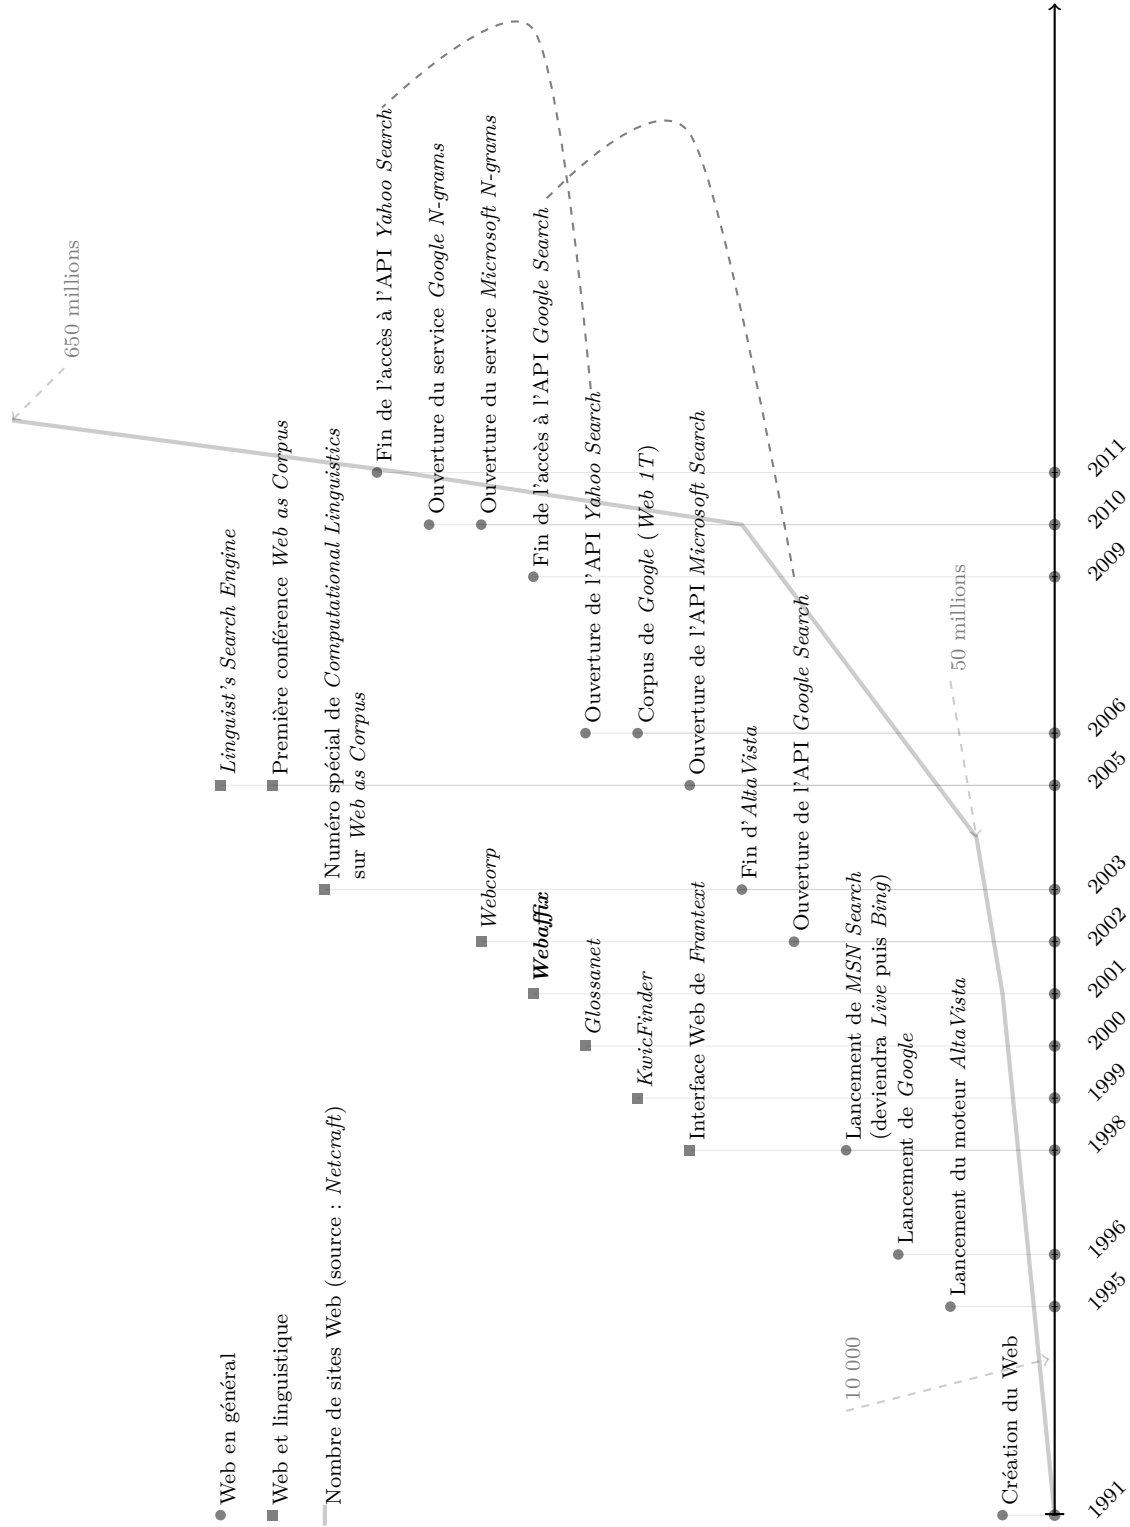 Web en général
Web et linguistique
Nombre de sites Web (source : Netcraft)
650 millions
Linguist's Search Engine
Première conférence Web as Corpus
Numéro spécial de Computational Linguistics
sur Web as Corpus
Fin de l'accès à l'API Yahoo Search
Ouverture du service Google N-grams
Ouverture du service Microsoft N-grams
Webcorp
Fin de l'accès à l'API Google Search
Webaffix
Ouverture de l'API Yahoo Search
Glossanet
Corpus de Google (Web 1T)
KwicFinder
Ouverture de l'API Microsoft Search
Interface Web de Frantext
Fin d'AltaVista
Ouverture de l'API Google Search
Lancement de MSN Search
(deviendra Live puis Bing)
10 000
Lancement de Google
50 millions
Lancement du moteur AltaVista
Création du Web
1991
1995
1996
1998
1999
2000
2001
2002
2003
2005
2006
2009
2010
2011